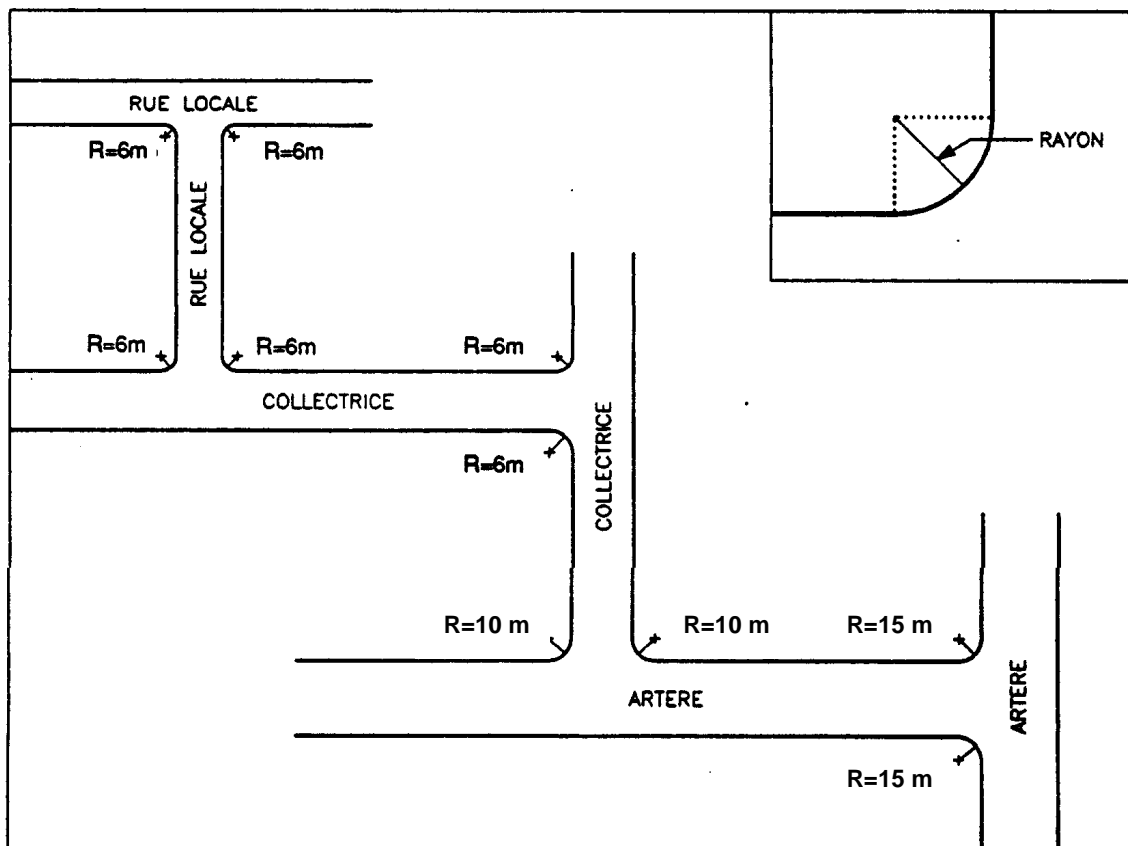 RUE LOCALE
R=6m
R=6m
RAYON
RUE LOCALE
R=6m
R=6m
R=6m
COLLECTRICE
R=6m
COLLECTRICE
R=10 m
R=10 m
R=15 m
ARTERE
ARTERE
R=15 m